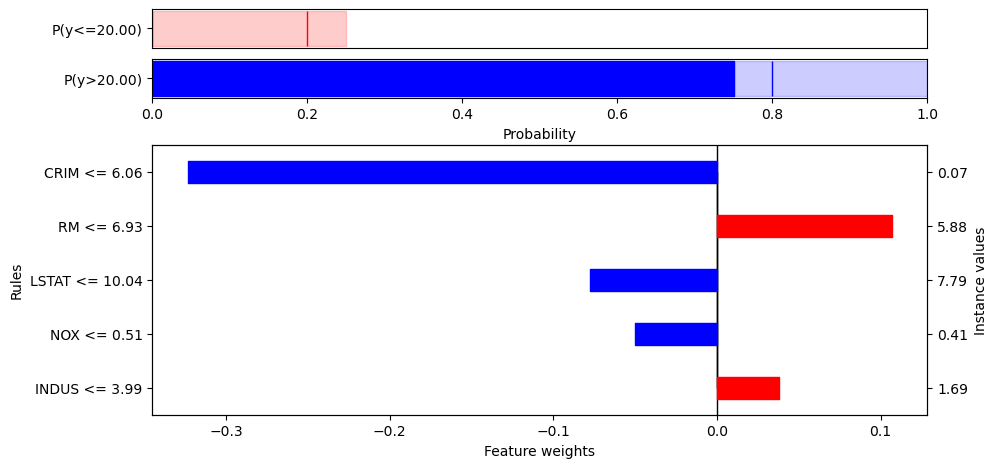 P(y<=20.00)
P(y>20.00)
0.0 0.2 0.4 0.6 0.8 1.0
Probability
CRIM <= 6.06 0.07
RM <= 6.93 5.88
LSTAT <= 10.04 7.79
NOX <= 0.51 0.41
INDUS <= 3.99 1.69
Rules
Instance values
−0.3 −0.2 −0.1 0.0 0.1
Feature weights